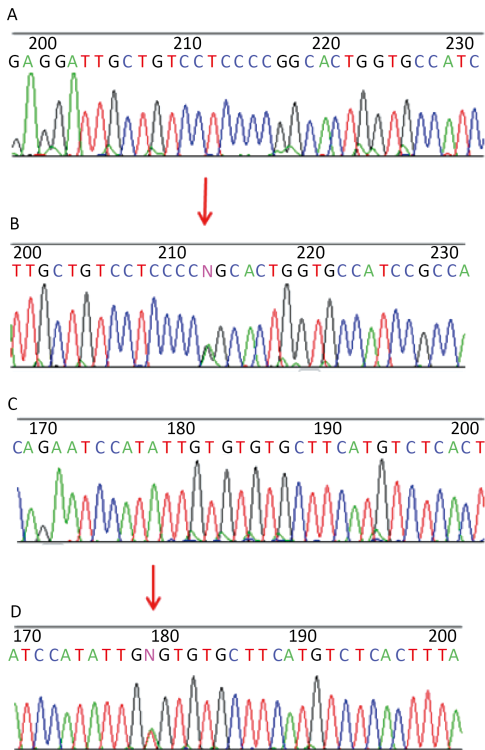 A
200 210 220 230
GAGGATTGCTGTCCTCCCCGGCACTGGTGCCATC
B
200 210 220 230
TTGCTGTCCTCCCCNGCACTGGTGCCATCCGCCA
C
170 180 190 200
CAGAATCCATATTGTGTGTGCTTCATGTCTCACT
D
170 180 190 200
ATCCATATTGNGTGTGCTTCATGTCTCACTTTA